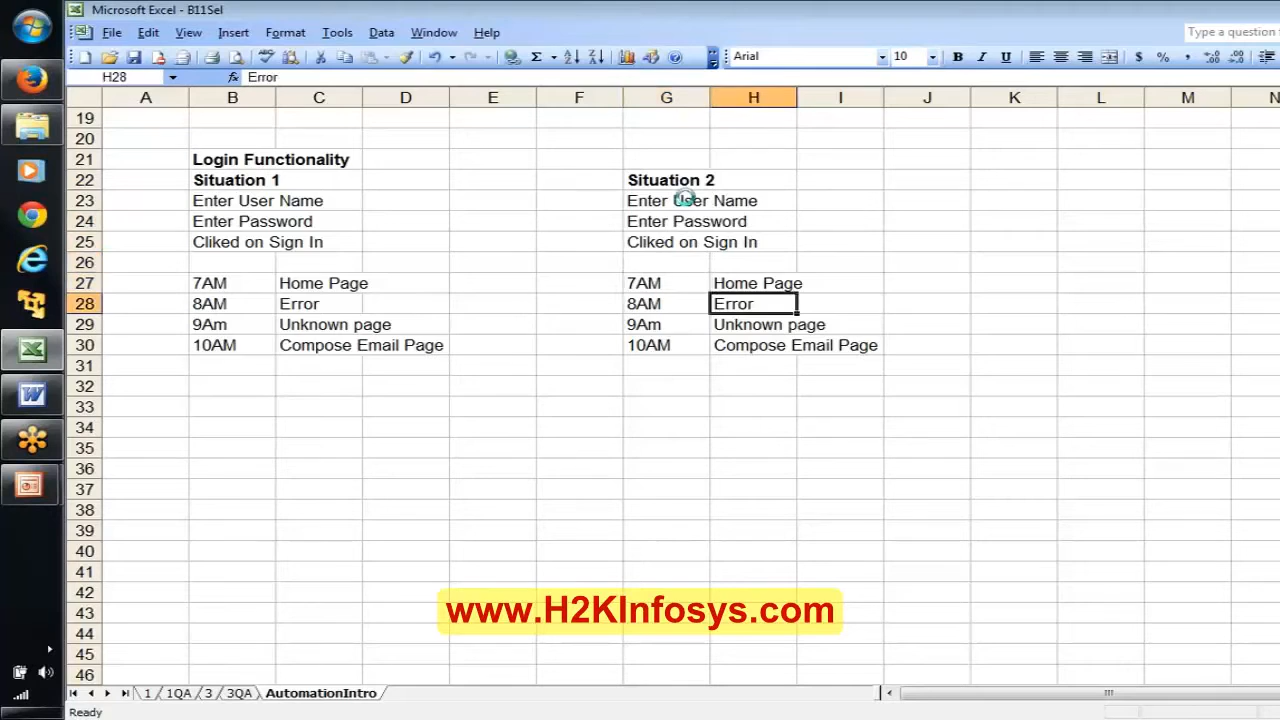 Microsoft Excel - B11Sel
File Edit View Insert Format Tools Data Window Help
Type a question
Arial 10 B I U $ % ,
H28 fx Error
A B C D E F G H I J K L M N
19
20
21 Login Functionality
22 Situation 1 Situation 2
23 Enter User Name Enter User Name
24 Enter Password Enter Password
25 Cliked on Sign In Cliked on Sign In
26
27 7AM Home Page 7AM Home Page
28 8AM Error 8AM Error
29 9Am Unknown page 9Am Unknown page
30 10AM Compose Email Page 10AM Compose Email Page
31
32
33
34
35
36
37
38
39
40
41
42
www.H2KInfosys.com
43
44
45
46
1 1QA 3 3QA AutomationIntro
Ready